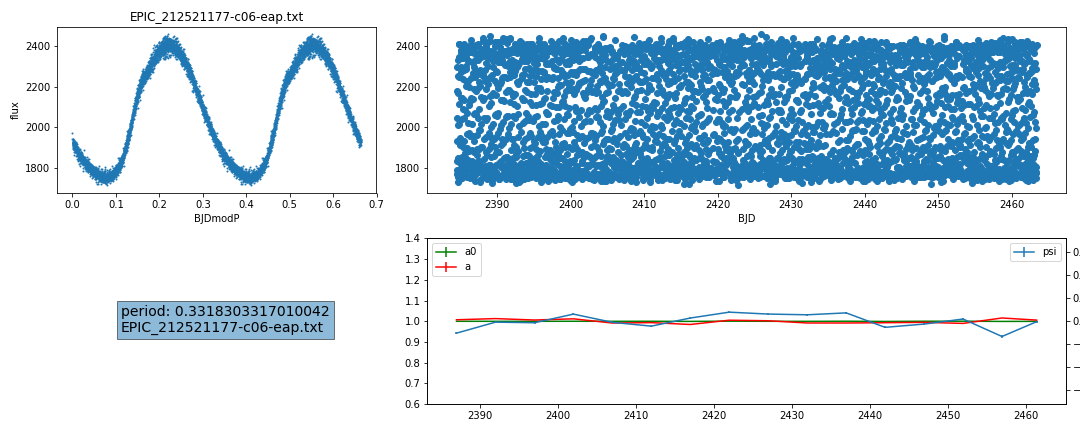 EPIC_212521177-c06-eap.txt
2400
2200
2000
1800
flux
0.0 0.1 0.2 0.3 0.4 0.5 0.6 0.7
BJDmodP
2400
2200
2000
1800
2390 2400 2410 2420 2430 2440 2450 2460
BJD
period: 0.3318303317010042
EPIC_212521177-c06-eap.txt
1.4
1.3
1.2
1.1
1.0
0.9
0.8
0.7
0.6
a0
a
psi
2390 2400 2410 2420 2430 2440 2450 2460